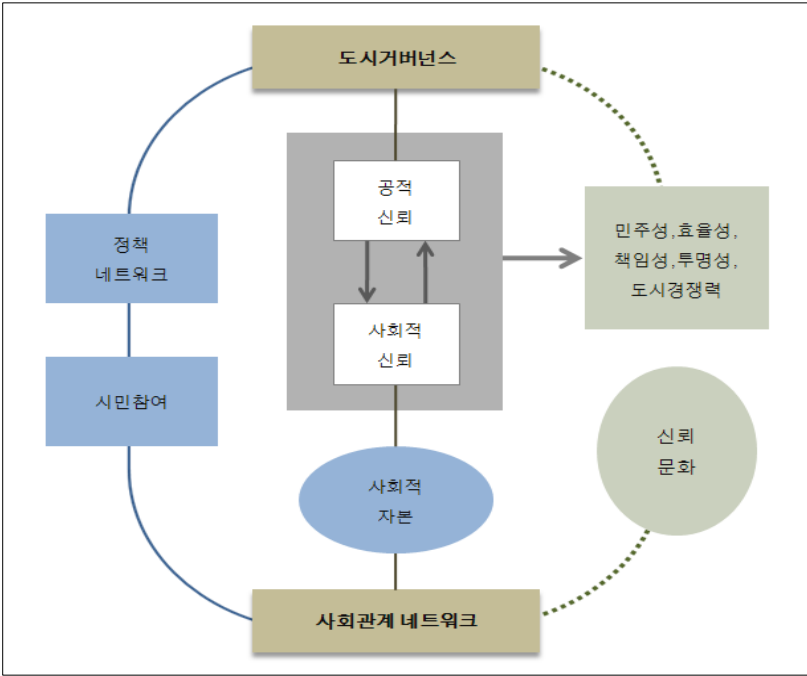 도시거버넌스
공적
신뢰
민주성,효율성,
책임성,투명성,
도시경쟁력
정책
네트워크
사회적
신뢰
시민참여
신뢰
문화
사회적
자본
사회관계 네트워크